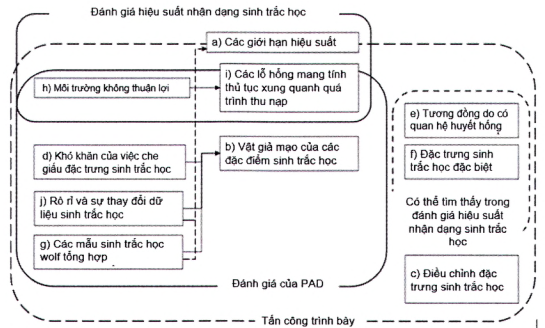 Đánh giá hiệu suất nhận dạng sinh trắc học
a) Các giới hạn hiệu suất
h) Môi trường không thuận lợi
i) Các lỗ hổng mang tính
thủ tục xung quanh quá
trình thu nạp
e) Tương đồng do có
quan hệ huyết hống
d) Khó khăn của việc che
giấu đặc trưng sinh trắc học
b) Vật giả mạo của các
đặc điểm sinh trắc học
f) Đặc trưng sinh
trắc học đặc biệt
j) Rò rỉ và sự thay đổi dữ
liệu sinh trắc học
Có thể tìm thấy trong
đánh giá hiệu suất
nhận dạng sinh trắc
học
g) Các mẫu sinh trắc học
wolf tổng hợp
c) Điều chỉnh đặc
trưng sinh trắc học
Đánh giá của PAD
Tấn công trình bày